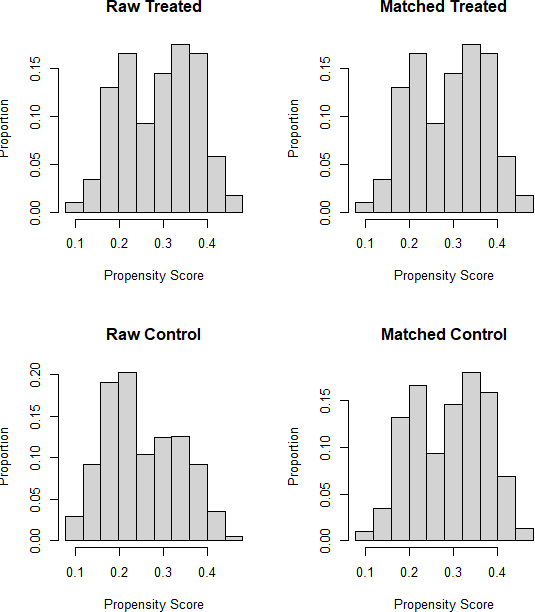 Raw Treated
Proportion
0.15
0.10
0.05
0.00
0.1 0.2 0.3 0.4
Propensity Score
Matched Treated
Proportion
0.15
0.10
0.05
0.00
0.1 0.2 0.3 0.4
Propensity Score
Raw Control
Proportion
0.20
0.15
0.10
0.05
0.00
0.1 0.2 0.3 0.4
Propensity Score
Matched Control
Proportion
0.15
0.10
0.05
0.00
0.1 0.2 0.3 0.4
Propensity Score